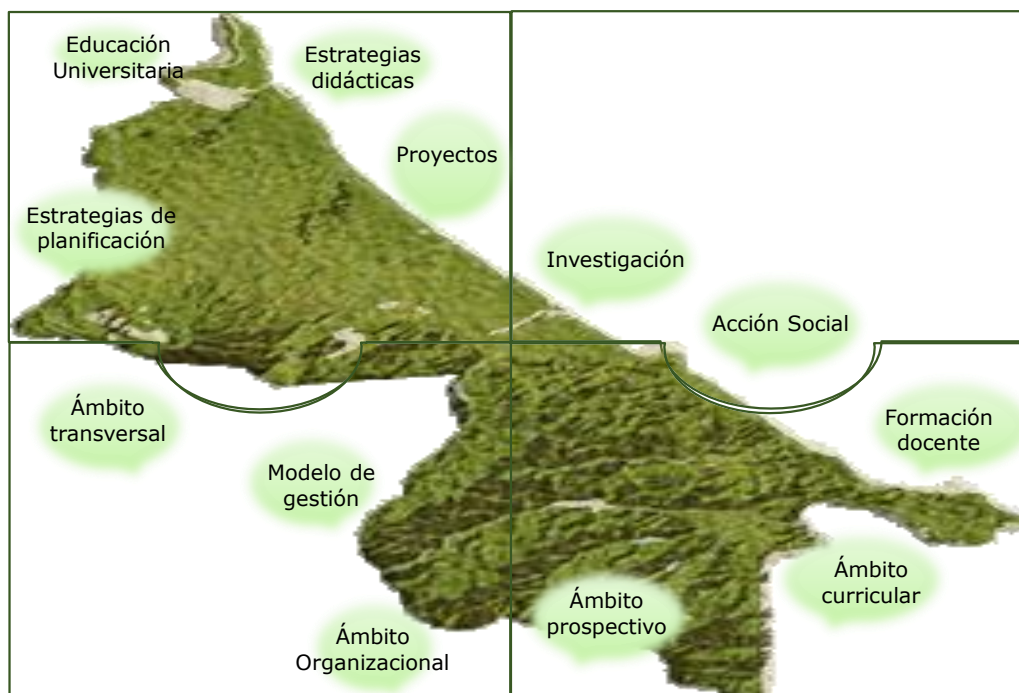 Educación
Universitaria
Estrategias
didácticas
Proyectos
Estrategias de
planificación
Investigación
Acción Social
Ámbito
transversal
Formación
docente
Modelo de
gestión
Ámbito
curricular
Ámbito
prospectivo
Ámbito
Organizacional